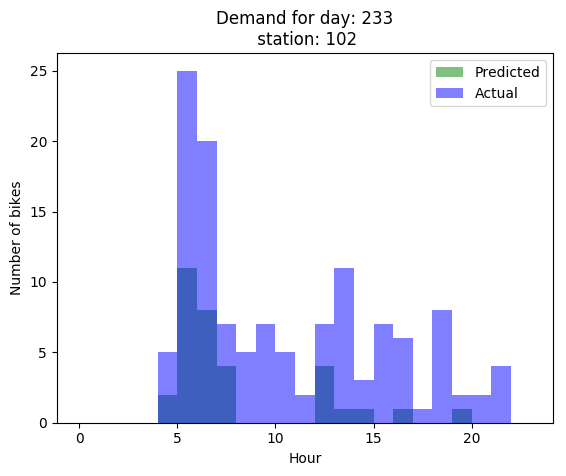 Demand for day: 233
station: 102
Predicted
Actual
Number of bikes
25
20
15
10
5
0
0 5 10 15 20
Hour